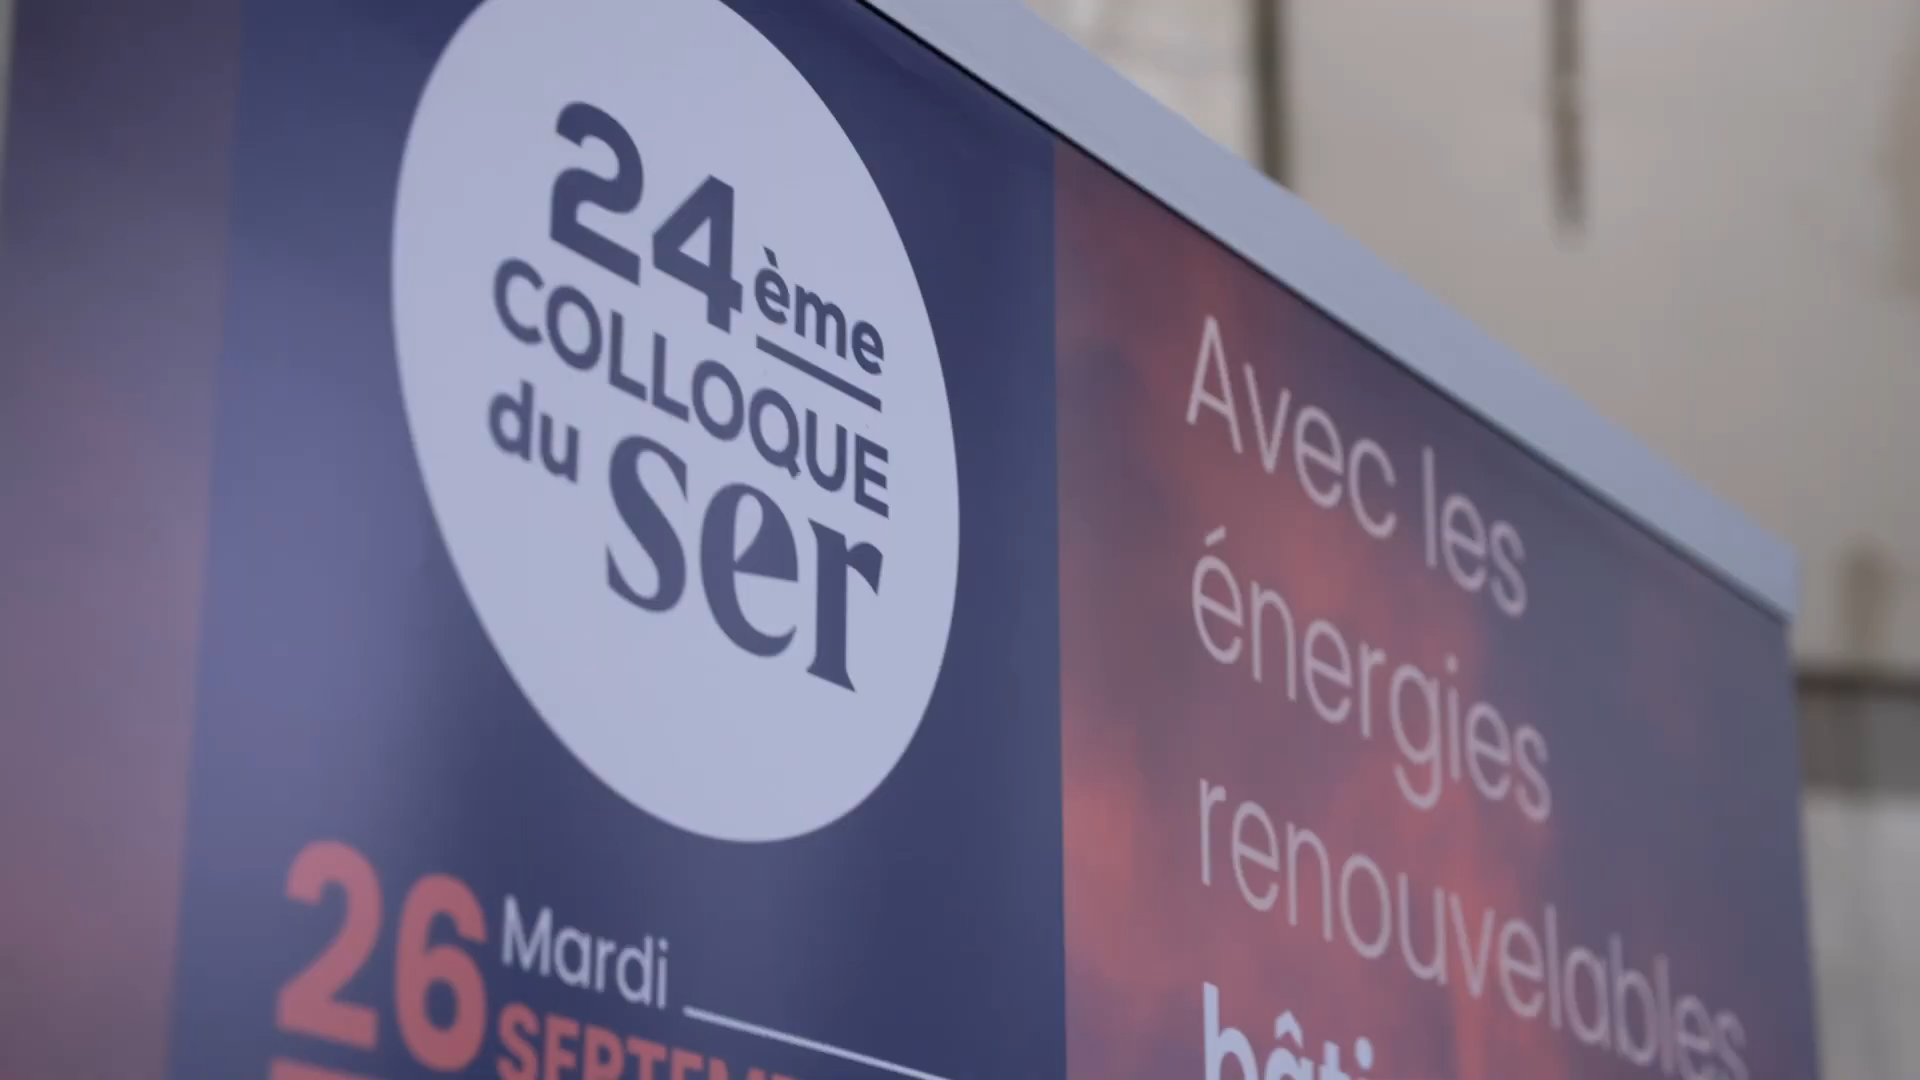 24ème
COLLOQUE
du ser
26 Mardi
Avec les
énergies
renouvelables